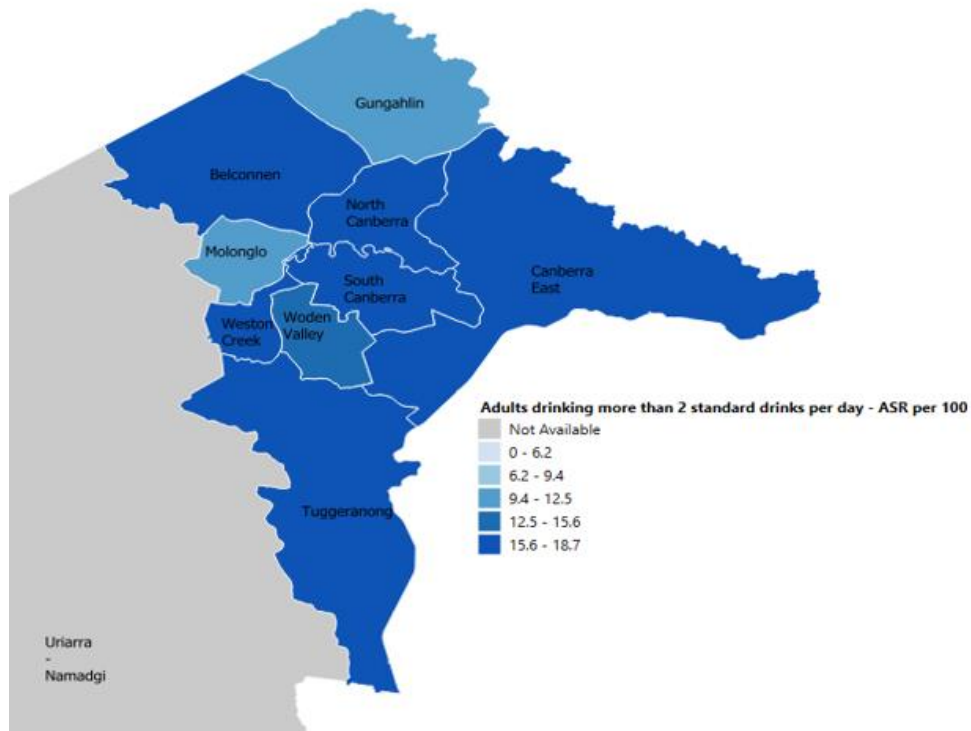 Gungahlin
Belconnen
North
Canberra
Molonglo
Canberra
East
South
Canberra
Weston
Creek
Woden
Valley
Adults drinking more than 2 standard drinks per day - ASR per 100
Not Available
0 - 6.2
6.2 - 9.4
9.4 - 12.5
12.5 - 15.6
15.6 - 18.7
Tuggeranong
Uriarra
-
Namadgi